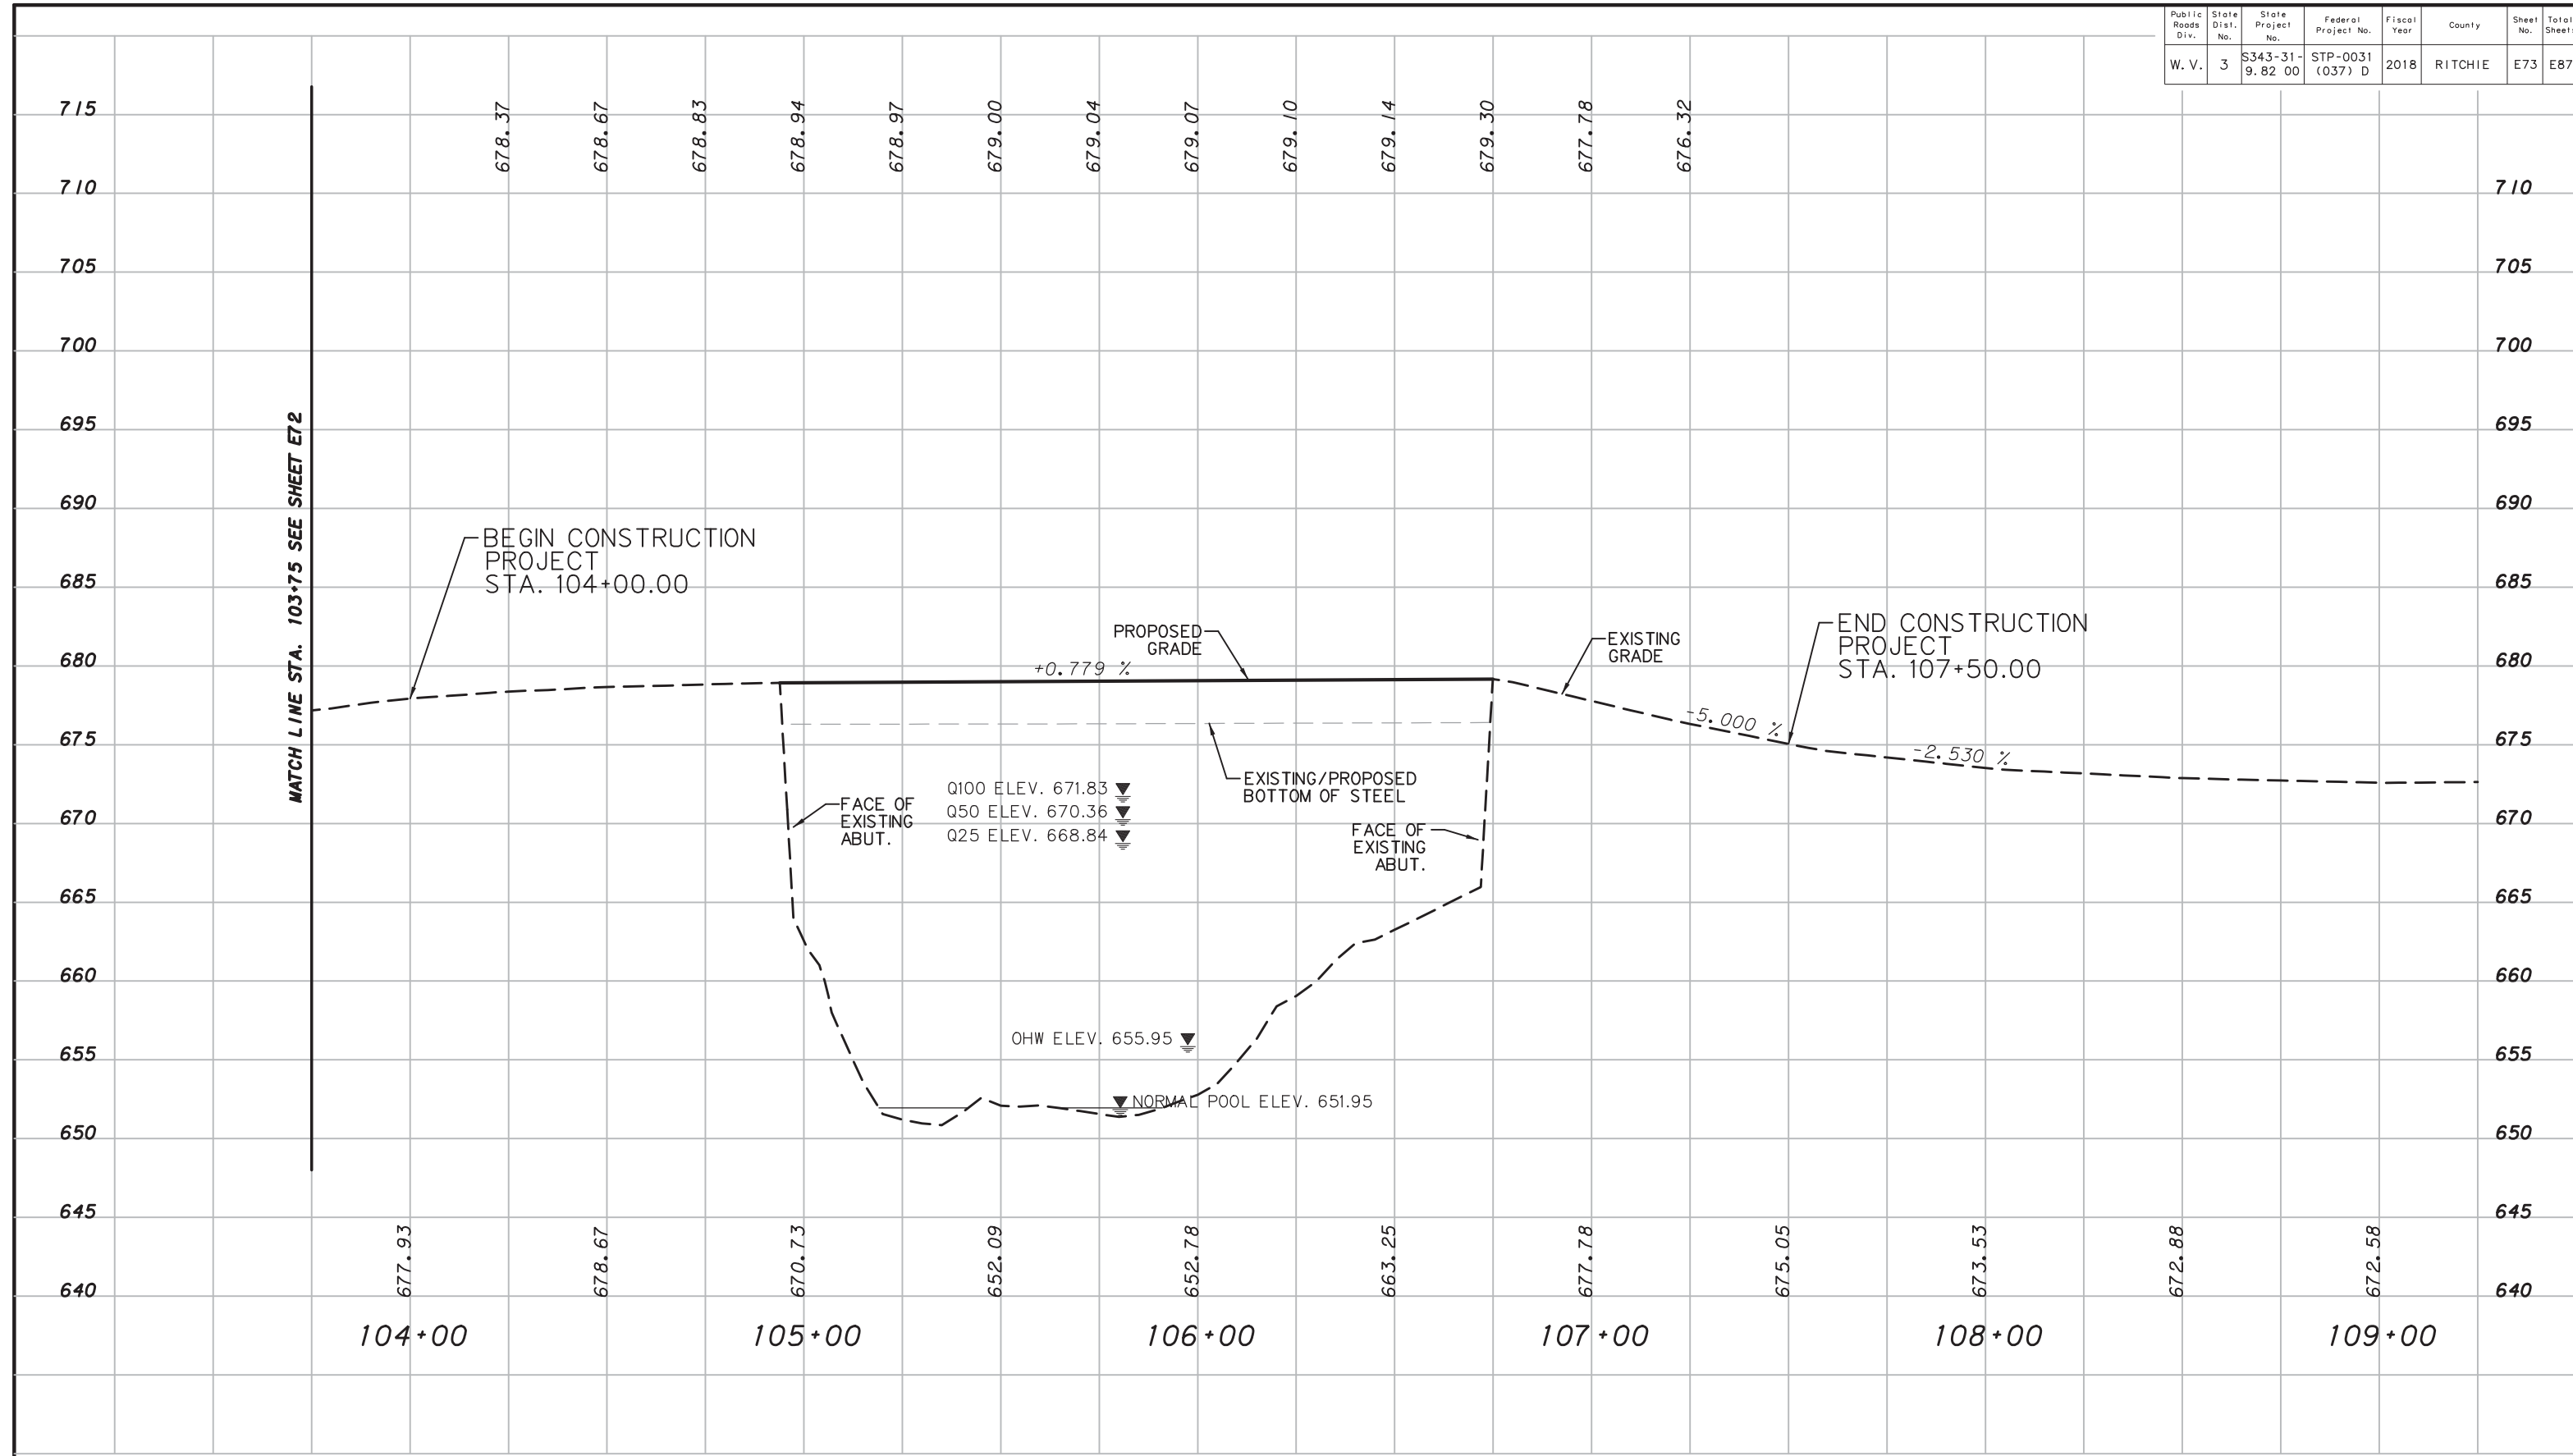 Public Roads Div.
State Dist. No.
State Project No.
Federal Project No.
Fiscal Year
County
Sheet No.
Total Sheets
W.V.
3
S343-31-
9.82 00
STP-0031
(037) D
2018
RITCHIE
E73
E87
678.37
678.67
678.83
678.94
678.97
679.00
679.04
679.07
679.10
679.14
679.30
677.78
676.32
715
710
710
705
705
700
700
695
695
690
690
685
685
680
680
675
675
670
670
665
665
660
660
655
655
650
650
645
645
640
640
MATCH LINE STA. 103+75 SEE SHEET E72
BEGIN CONSTRUCTION
PROJECT
STA. 104+00.00
PROPOSED
GRADE
+0.779 %
EXISTING
GRADE
END CONSTRUCTION
PROJECT
STA. 107+50.00
-5.000 %
-2.530 %
EXISTING/PROPOSED
BOTTOM OF STEEL
FACE OF
EXISTING
ABUT.
Q100 ELEV. 671.83
Q50 ELEV. 670.36
Q25 ELEV. 668.84
FACE OF
EXISTING
ABUT.
OHW ELEV. 655.95
NORMAL POOL ELEV. 651.95
677.93
678.67
670.73
652.09
652.78
663.25
677.78
675.05
673.53
672.88
672.58
104+00
105+00
106+00
107+00
108+00
109+00